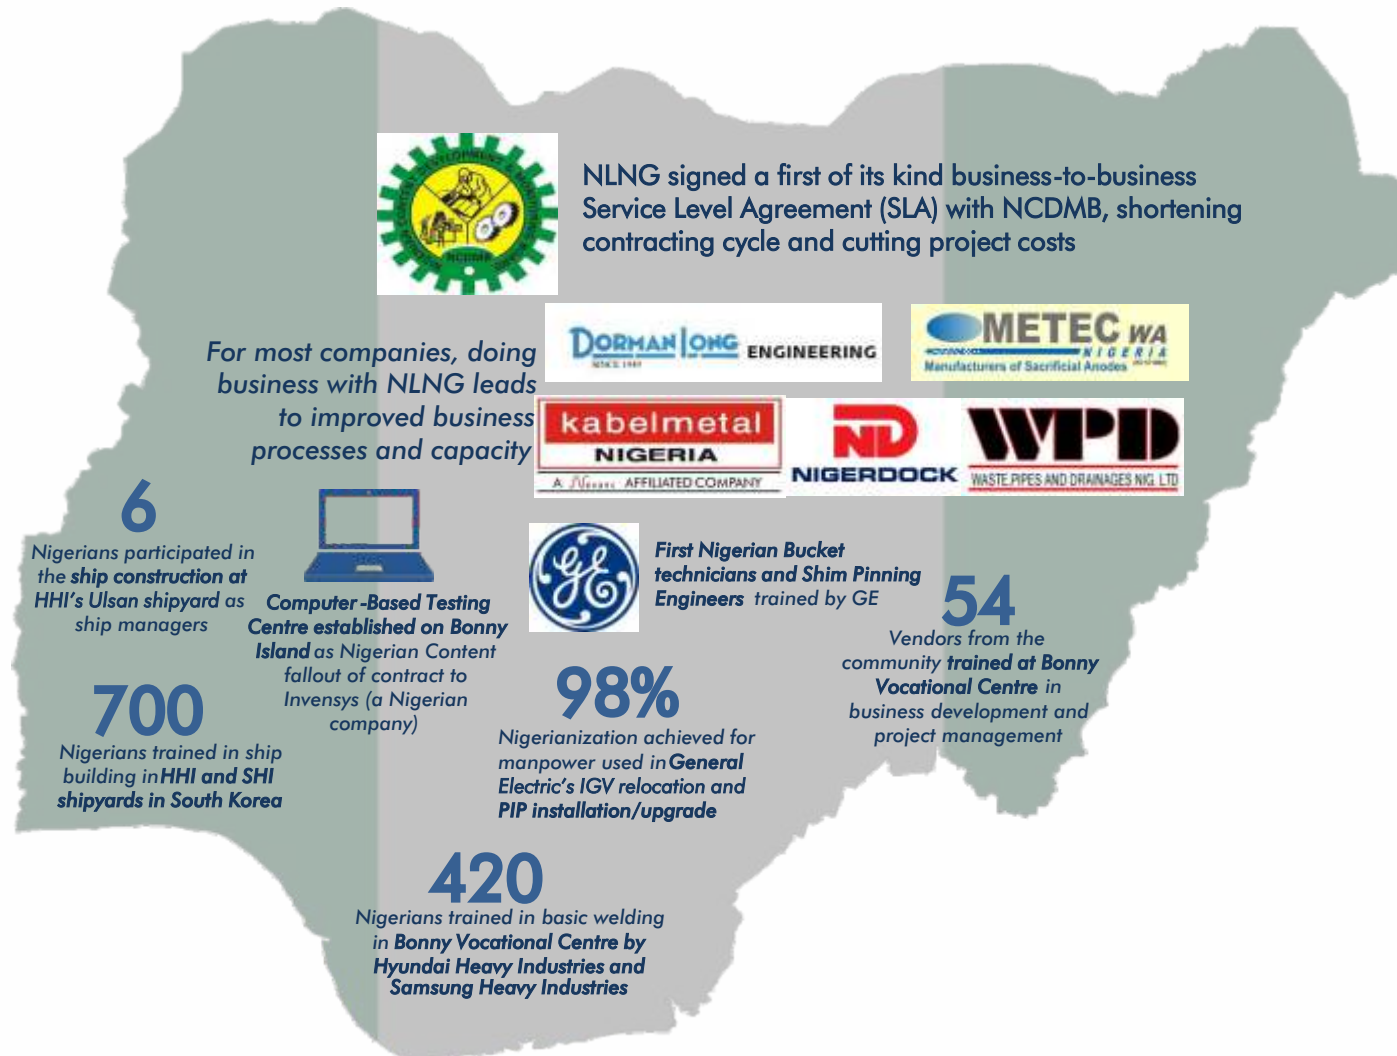 NCDMB
NLNG signed a first of its kind business-to-business
Service Level Agreement (SLA) with NCDMB, shortening
contracting cycle and cutting project costs
For most companies, doing
business with NLNG leads
to improved business
processes and capacity
DORMAN LONG ENGINEERING
METEC WA
NIGERIA
Manufacturers of Sacrificial Anodes
kabelmetal
NIGERIA
A Nexans AFFILIATED COMPANY
NIGERDOCK
WPD
WASTE, PIPES AND DRAINAGES NIG. LTD
6
Nigerians participated in
the ship construction at
HHI's Ulsan shipyard as
ship managers
Computer-Based Testing
Centre established on Bonny
Island as Nigerian Content
fallout of contract to
Invensys (a Nigerian
company)
GE
First Nigerian Bucket
technicians and Shim Pinning
Engineers trained by GE
54
Vendors from the
community trained at Bonny
Vocational Centre in
business development and
project management
700
Nigerians trained in ship
building in HHI and SHI
shipyards in South Korea
98%
Nigerianization achieved for
manpower used in General
Electric's IGV relocation and
PIP installation/upgrade
420
Nigerians trained in basic welding
in Bonny Vocational Centre by
Hyundai Heavy Industries and
Samsung Heavy Industries